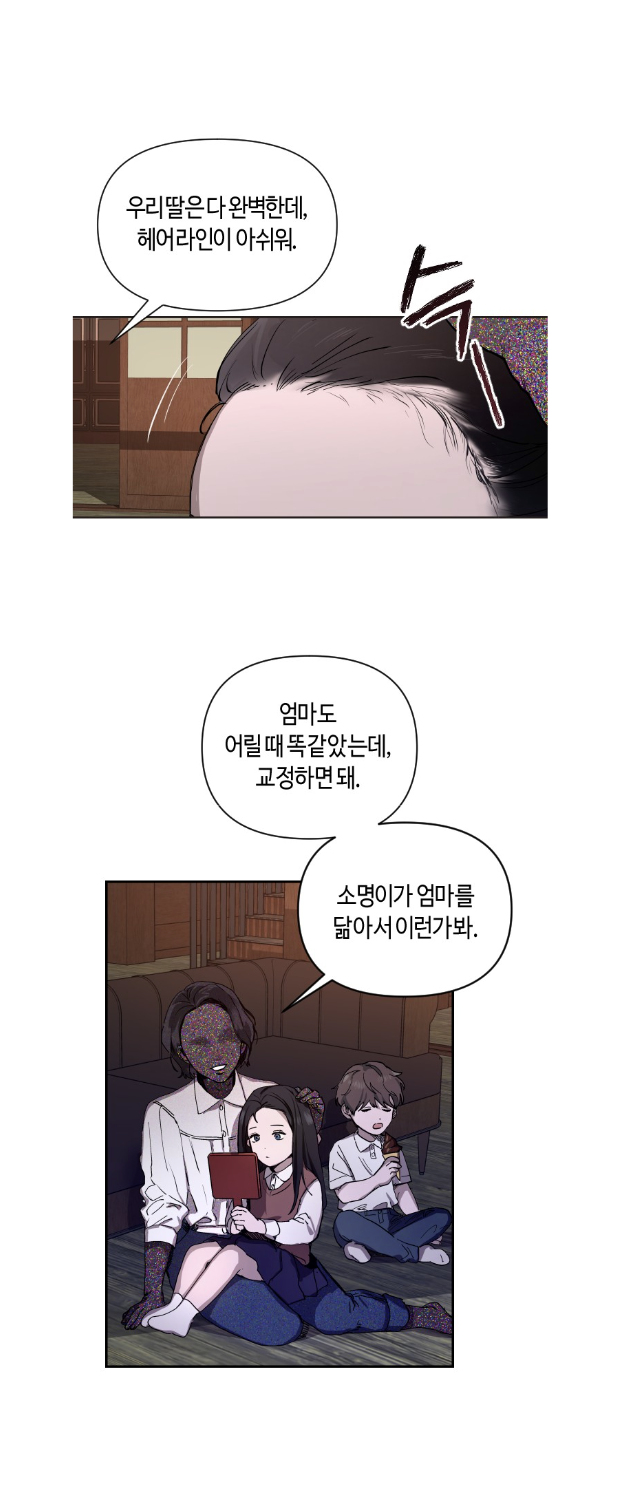 우리 딸은 다 완벽한데,
헤어라인이 아쉬워.
슥
엄마도
어릴 때 똑같았는데,
교정하면 돼.
소명이가 엄마를
닮아서 이런가봐.